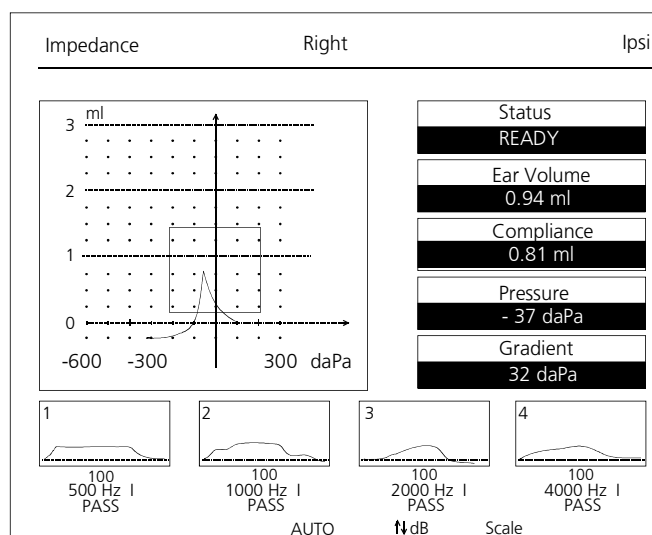 Impedance Right Ipsi
ml
3
2
1
0
-600 -300 300 daPa
Status
READY
Ear Volume
0.94 ml
Compliance
0.81 ml
Pressure
- 37 daPa
Gradient
32 daPa
1 2 3 4
100 100 100 100
500 Hz I 1000 Hz I 2000 Hz I 4000 Hz I
PASS PASS PASS PASS
AUTO ↑↓ dB Scale